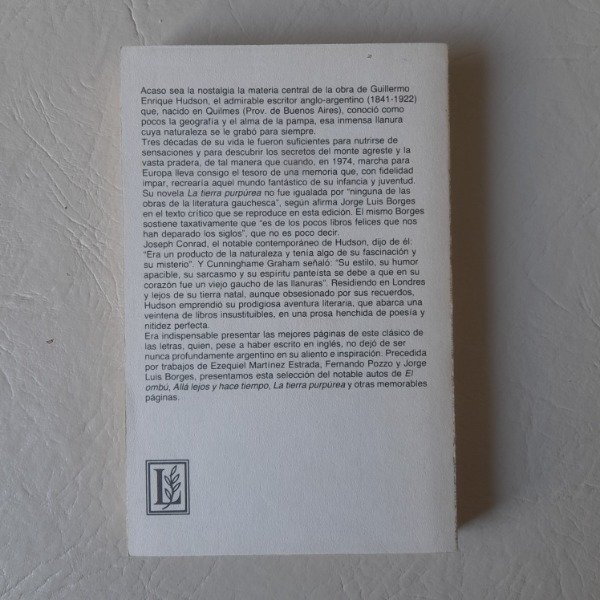 Acaso sea la nostalgia la materia central de la obra de Guillermo
Enrique Hudson, el admirable escritor anglo-argentino (1841-1922)
que, nacido en Quilmes (Prov. de Buenos Aires), conoció como
pocos la geografía y el alma de la pampa, esa inmensa llanura
cuya naturaleza se le grabó para siempre.
Tres décadas de su vida le fueron suficientes para nutrirse de
sensaciones y para descubrir los secretos del monte agreste y la
vasta pradera, de tal manera que cuando, en 1974, marcha para
Europa lleva consigo el tesoro de una memoria que, con fidelidad
impar, recrearía aquel mundo fantástico de su infancia y juventud.
Su novela La tierra purpúrea no fue igualada por "ninguna de las
obras de la literatura gauchesca", según afirma Jorge Luis Borges
en el texto crítico que se reproduce en esta edición. El mismo Borges
sostiene taxativamente que "es de los pocos libros felices que nos
han deparado los siglos", que no es poco decir.
Joseph Conrad, el notable contemporáneo de Hudson, dijo de él:
"Era un producto de la naturaleza y tenía algo de su fascinación y
su misterio". Y Cunninghame Graham señaló: "Su estilo, su humor
apacible, su sarcasmo y su espíritu panteísta se debe a que en su
corazón fue un viejo gaucho de las llanuras". Residiendo en Londres
y lejos de su tierra natal, aunque obsesionado por sus recuerdos,
Hudson emprendió su prodigiosa aventura literaria, que abarca una
veintena de libros insustituibles, en una prosa henchida de poesía y
nitidez perfecta.
Era indispensable presentar las mejores páginas de este clásico de
las letras, quien, pese a haber escrito en inglés, no dejó de ser
nunca profundamente argentino en su aliento e inspiración. Precedida
por trabajos de Ezequiel Martínez Estrada, Fernando Pozzo y Jorge
Luis Borges, presentamos esta selección del notable autos de El
ombú, Allá lejos y hace tiempo, La tierra purpúrea y otras memorables
páginas.
L